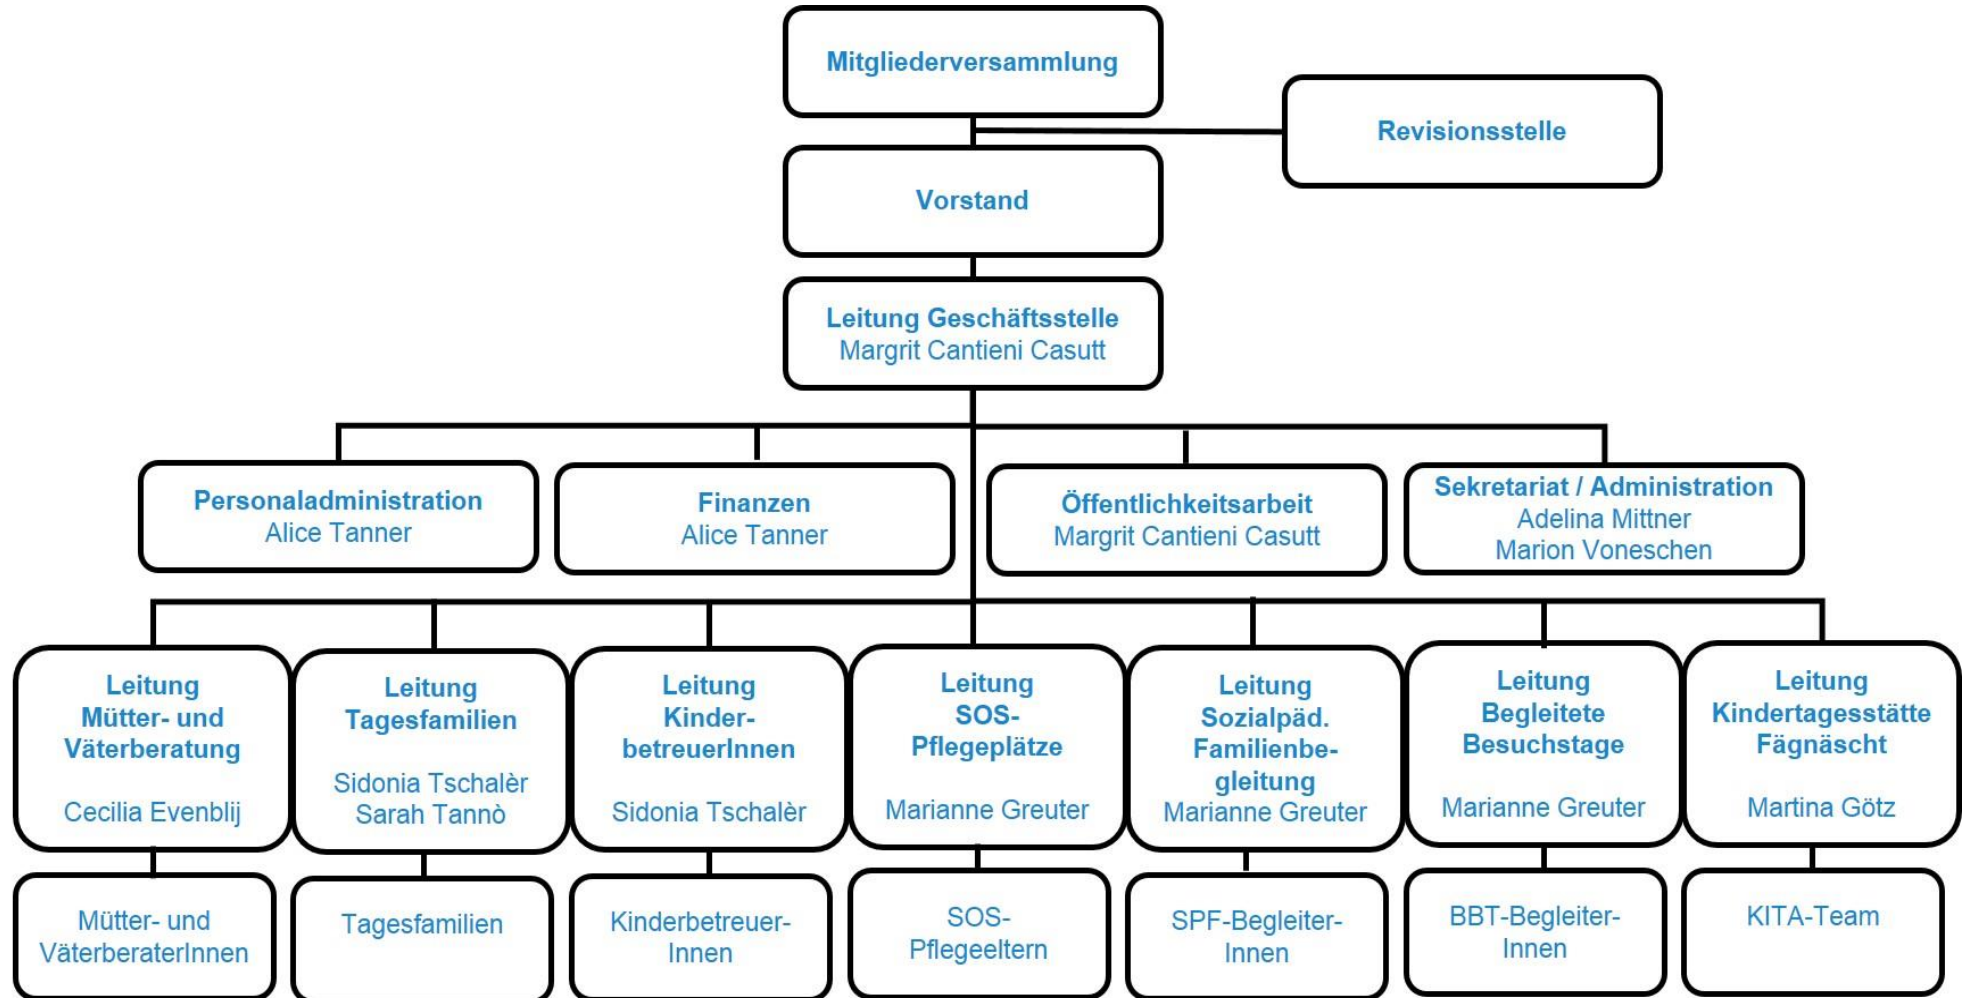 Mitgliederversammlung
Revisionsstelle
Vorstand
Leitung Geschäftsstelle
Margrit Cantieni Casutt
Personaladministration
Alice Tanner
Finanzen
Alice Tanner
Öffentlichkeitsarbeit
Margrit Cantieni Casutt
Sekretariat / Administration
Adelina Mittner
Marion Voneschen
Leitung
Mütter- und
Väterberatung
Cecilia Evenblij
Leitung
Tagesfamilien
Sidonia Tschalèr
Sarah Tannò
Leitung
Kinder-
betreuerInnen
Sidonia Tschalèr
Leitung
SOS-
Pflegeplätze
Marianne Greuter
Leitung
Sozialpäd.
Familienbe-
gleitung
Marianne Greuter
Leitung
Begleitete
Besuchstage
Marianne Greuter
Leitung
Kindertagesstätte
Fägnäscht
Martina Götz
Mütter- und
VäterberaterInnen
Tagesfamilien
Kinderbetreuer-
Innen
SOS-
Pflegeeltern
SPF-Begleiter-
Innen
BBT-Begleiter-
Innen
KITA-Team